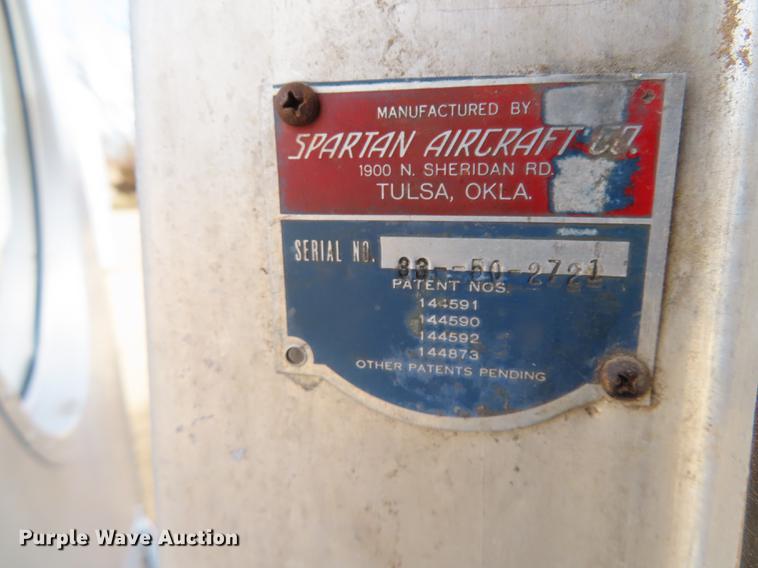 MANUFACTURED BY
SPARTAN AIRCRAFT CO.
1900 N. SHERIDAN RD.
TULSA, OKLA.
SERIAL NO. 33--50-2721
PATENT NOS.
144591
144590
144592
144873
OTHER PATENTS PENDING
Purple Wave Auction